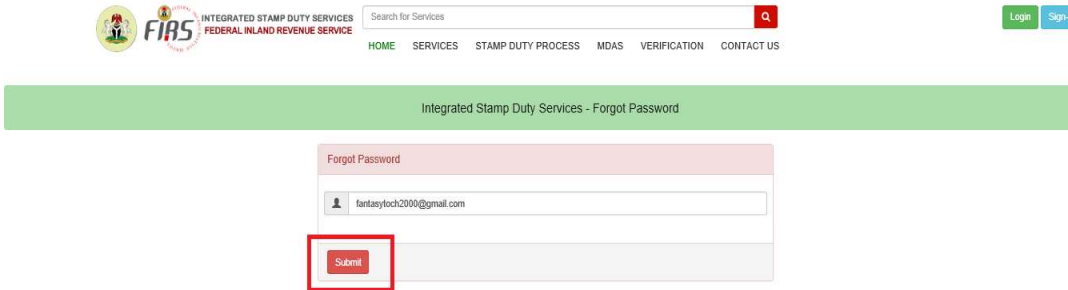 FIRS
INTEGRATED STAMP DUTY SERVICES
FEDERAL INLAND REVENUE SERVICE
Search for Services
Login
Sign-
HOME SERVICES STAMP DUTY PROCESS MDAS VERIFICATION CONTACT US
Integrated Stamp Duty Services - Forgot Password
Forgot Password
fantasytoch2000@gmail.com
Submit